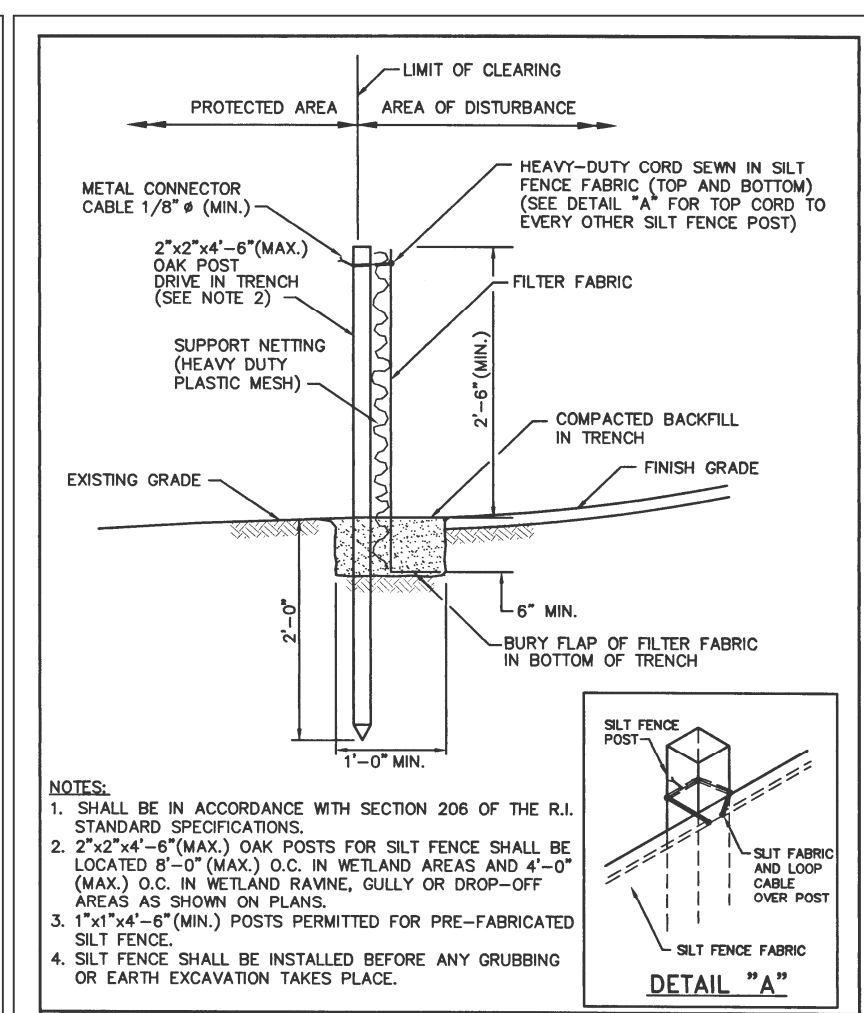 LIMIT OF CLEARING
PROTECTED AREA
AREA OF DISTURBANCE
HEAVY-DUTY CORD SEWN IN SILT
FENCE FABRIC (TOP AND BOTTOM)
(SEE DETAIL "A" FOR TOP CORD TO
EVERY OTHER SILT FENCE POST)
METAL CONNECTOR
CABLE 1/8" ø (MIN.)
2"x2"x4'-6"(MAX.)
OAK POST
DRIVE IN TRENCH
(SEE NOTE 2)
FILTER FABRIC
SUPPORT NETTING
(HEAVY DUTY
PLASTIC MESH)
2'-6"(MIN.)
COMPACTED BACKFILL
IN TRENCH
FINISH GRADE
EXISTING GRADE
2'-0"
6" MIN.
BURY FLAP OF FILTER FABRIC
IN BOTTOM OF TRENCH
1'-0" MIN.
NOTES:
1. SHALL BE IN ACCORDANCE WITH SECTION 206 OF THE R.I.
STANDARD SPECIFICATIONS.
2. 2"x2"x4'-6"(MAX.) OAK POSTS FOR SILT FENCE SHALL BE
LOCATED 8'-0"(MAX.) O.C. IN WETLAND AREAS AND 4'-0"
(MAX.) O.C. IN WETLAND RAVINE, GULLY OR DROP-OFF
AREAS AS SHOWN ON PLANS.
3. 1"x1"x4'-6"(MIN.) POSTS PERMITTED FOR PRE-FABRICATED
SILT FENCE.
4. SILT FENCE SHALL BE INSTALLED BEFORE ANY GRUBBING
OR EARTH EXCAVATION TAKES PLACE.
SILT FENCE
POST
SLIT FABRIC
AND LOOP
CABLE
OVER POST
SILT FENCE FABRIC
DETAIL "A"